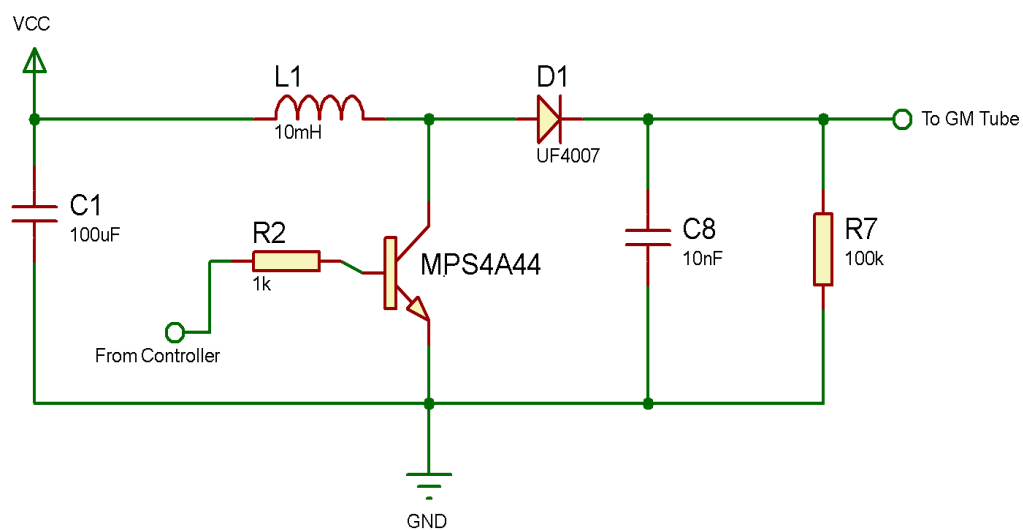 VCC
L1
10mH
D1
UF4007
To GM Tube
C1
100uF
R2
1k
MPS4A44
C8
10nF
R7
100k
From Controller
GND